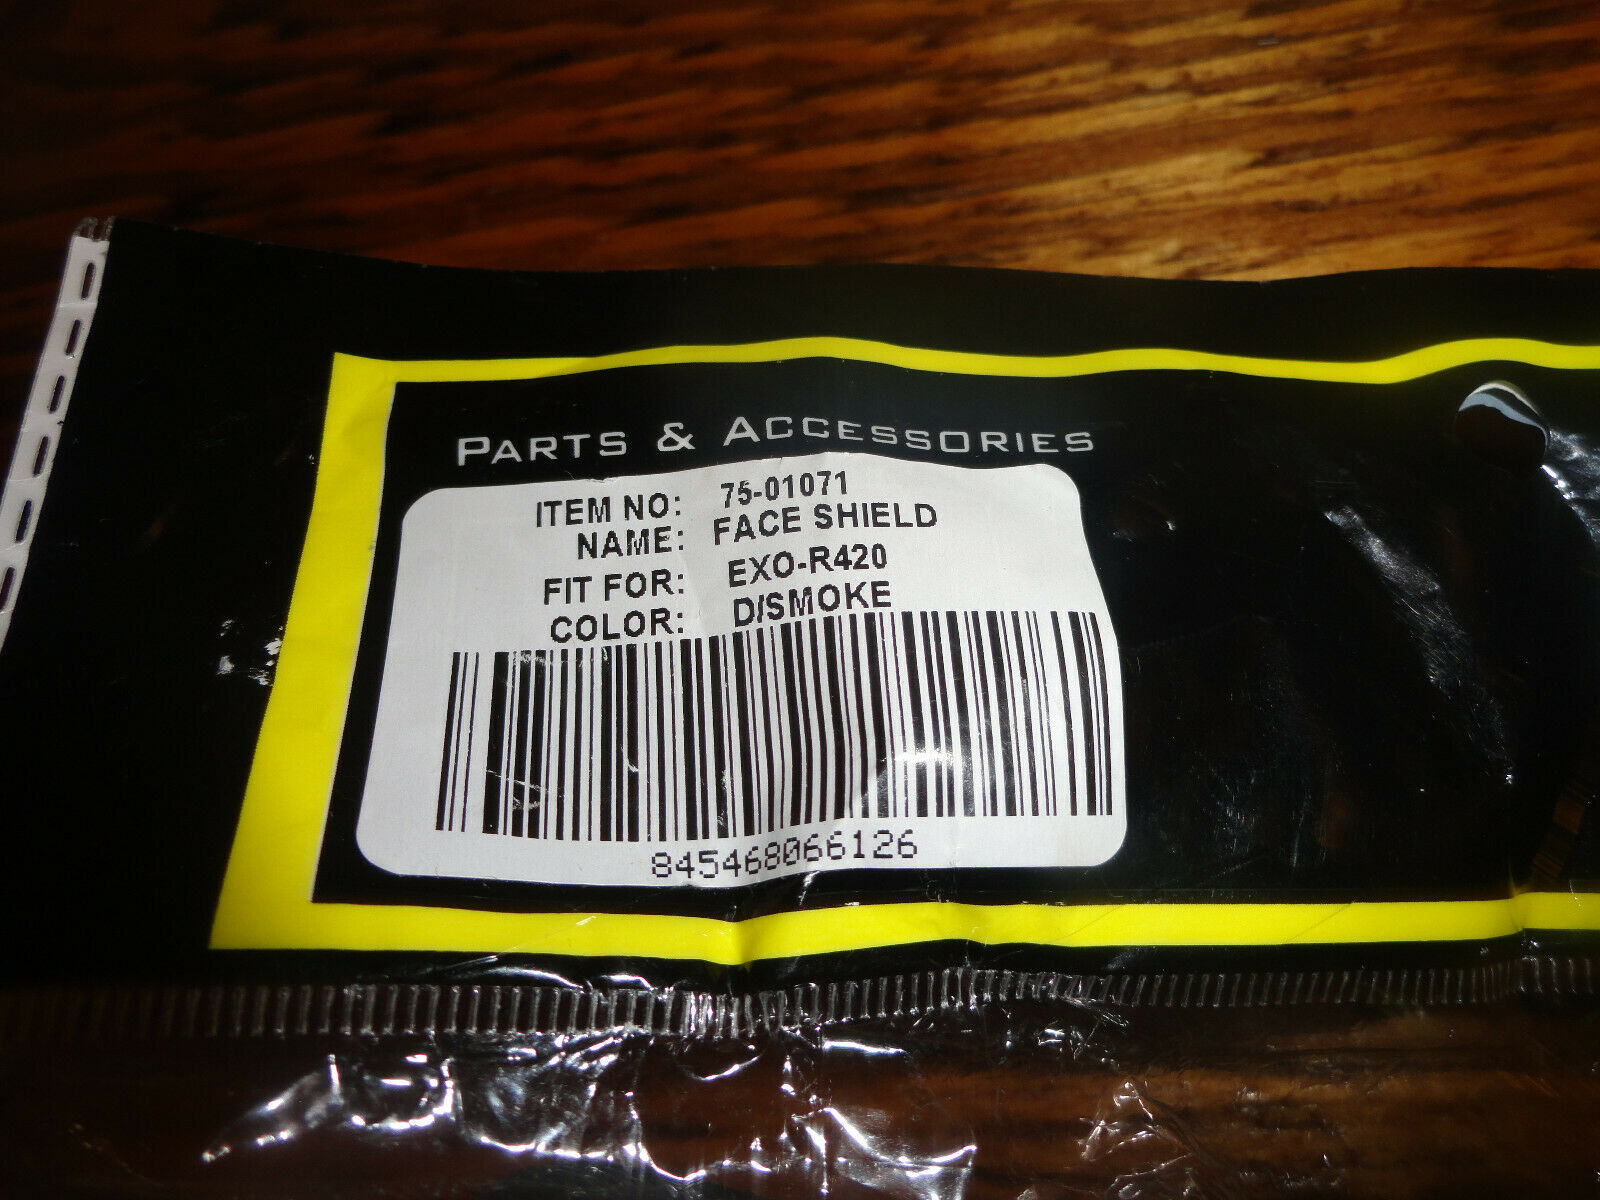 PARTS & ACCESSORIES
ITEM NO: 75-01071
NAME: FACE SHIELD
FIT FOR: EXO-R420
COLOR: D/SMOKE
845468066126